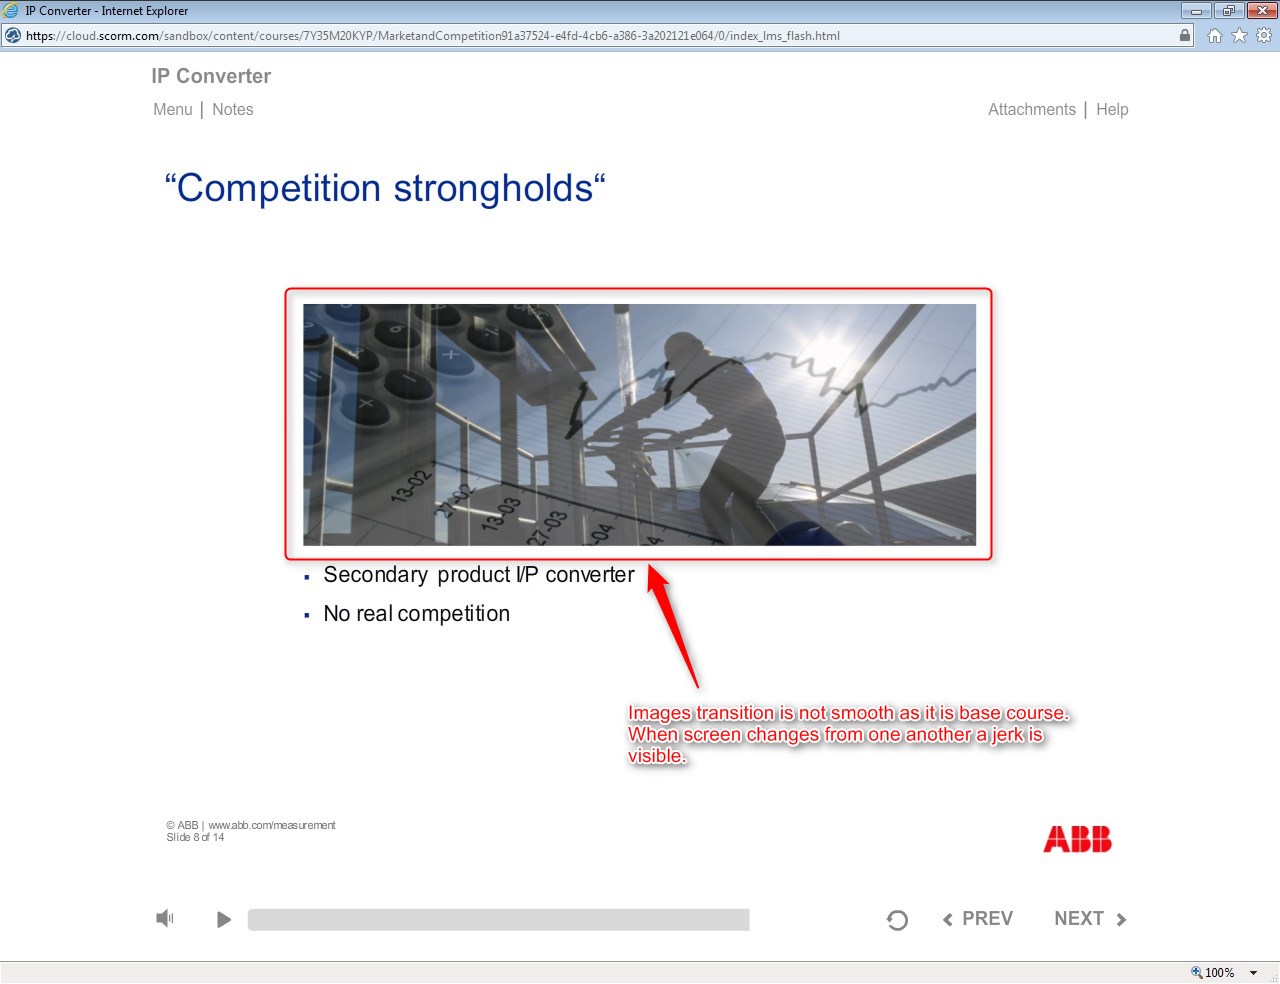 IP Converter - Internet Explorer
https://cloud.scorm.com/sandbox/content/courses/7Y35M20KYP/MarketandCompetition91a37524-e4fd-4cb6-a386-3a202121e064/0/index_lms_flash.html
IP Converter
Menu | Notes
Attachments | Help
“Competition strongholds“
13-02
27-02
13-03
27-03
-04
-04
▪ Secondary product I/P converter
▪ No real competition
Images transition is not smooth as it is base course.
When screen changes from one another a jerk is
visible.
© ABB | www.abb.com/measurement
Slide 8 of 14
ABB
PREV
NEXT
100%